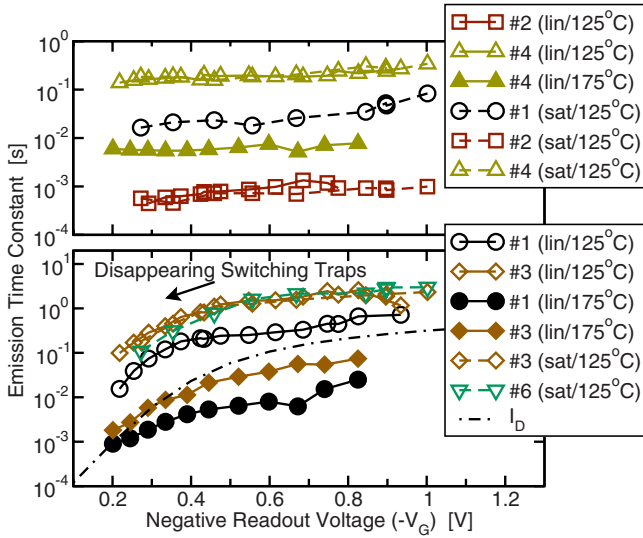 #2 (lin/125°C)
#4 (lin/125°C)
#4 (lin/175°C)
#1 (sat/125°C)
#2 (sat/125°C)
#4 (sat/125°C)
10^0
10^-1
10^-2
10^-3
10^-4
Emission Time Constant [s]
#1 (lin/125°C)
#3 (lin/125°C)
#1 (lin/175°C)
#3 (lin/175°C)
#3 (sat/125°C)
#6 (sat/125°C)
I_D
Disappearing Switching Traps
10^1
10^0
10^-1
10^-2
10^-3
10^-4
0.2 0.4 0.6 0.8 1 1.2
Negative Readout Voltage (-V_G) [V]